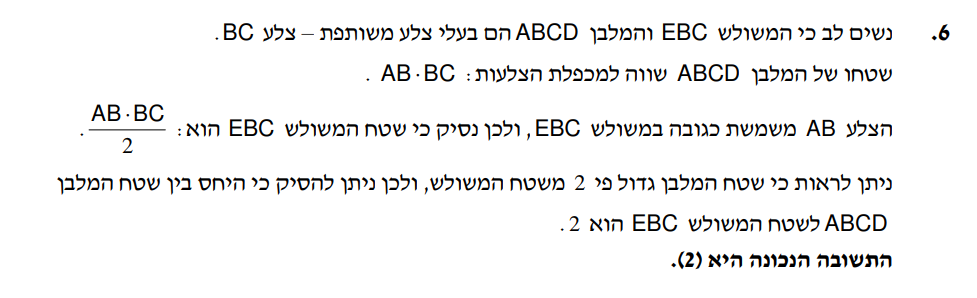 6. נשים לב כי המשולש EBC והמלבן ABCD הם בעלי צלע משותפת – צלע BC.
שטחו של המלבן ABCD שווה למכפלת הצלעות: AB·BC .
הצלע AB משמשת כגובה במשולש EBC, ולכן נסיק כי שטח המשולש EBC הוא: AB·BC/2 .
ניתן לראות כי שטח המלבן גדול פי 2 משטח המשולש, ולכן ניתן להסיק כי היחס בין שטח המלבן
ABCD לשטח המשולש EBC הוא 2.
התשובה הנכונה היא (2).